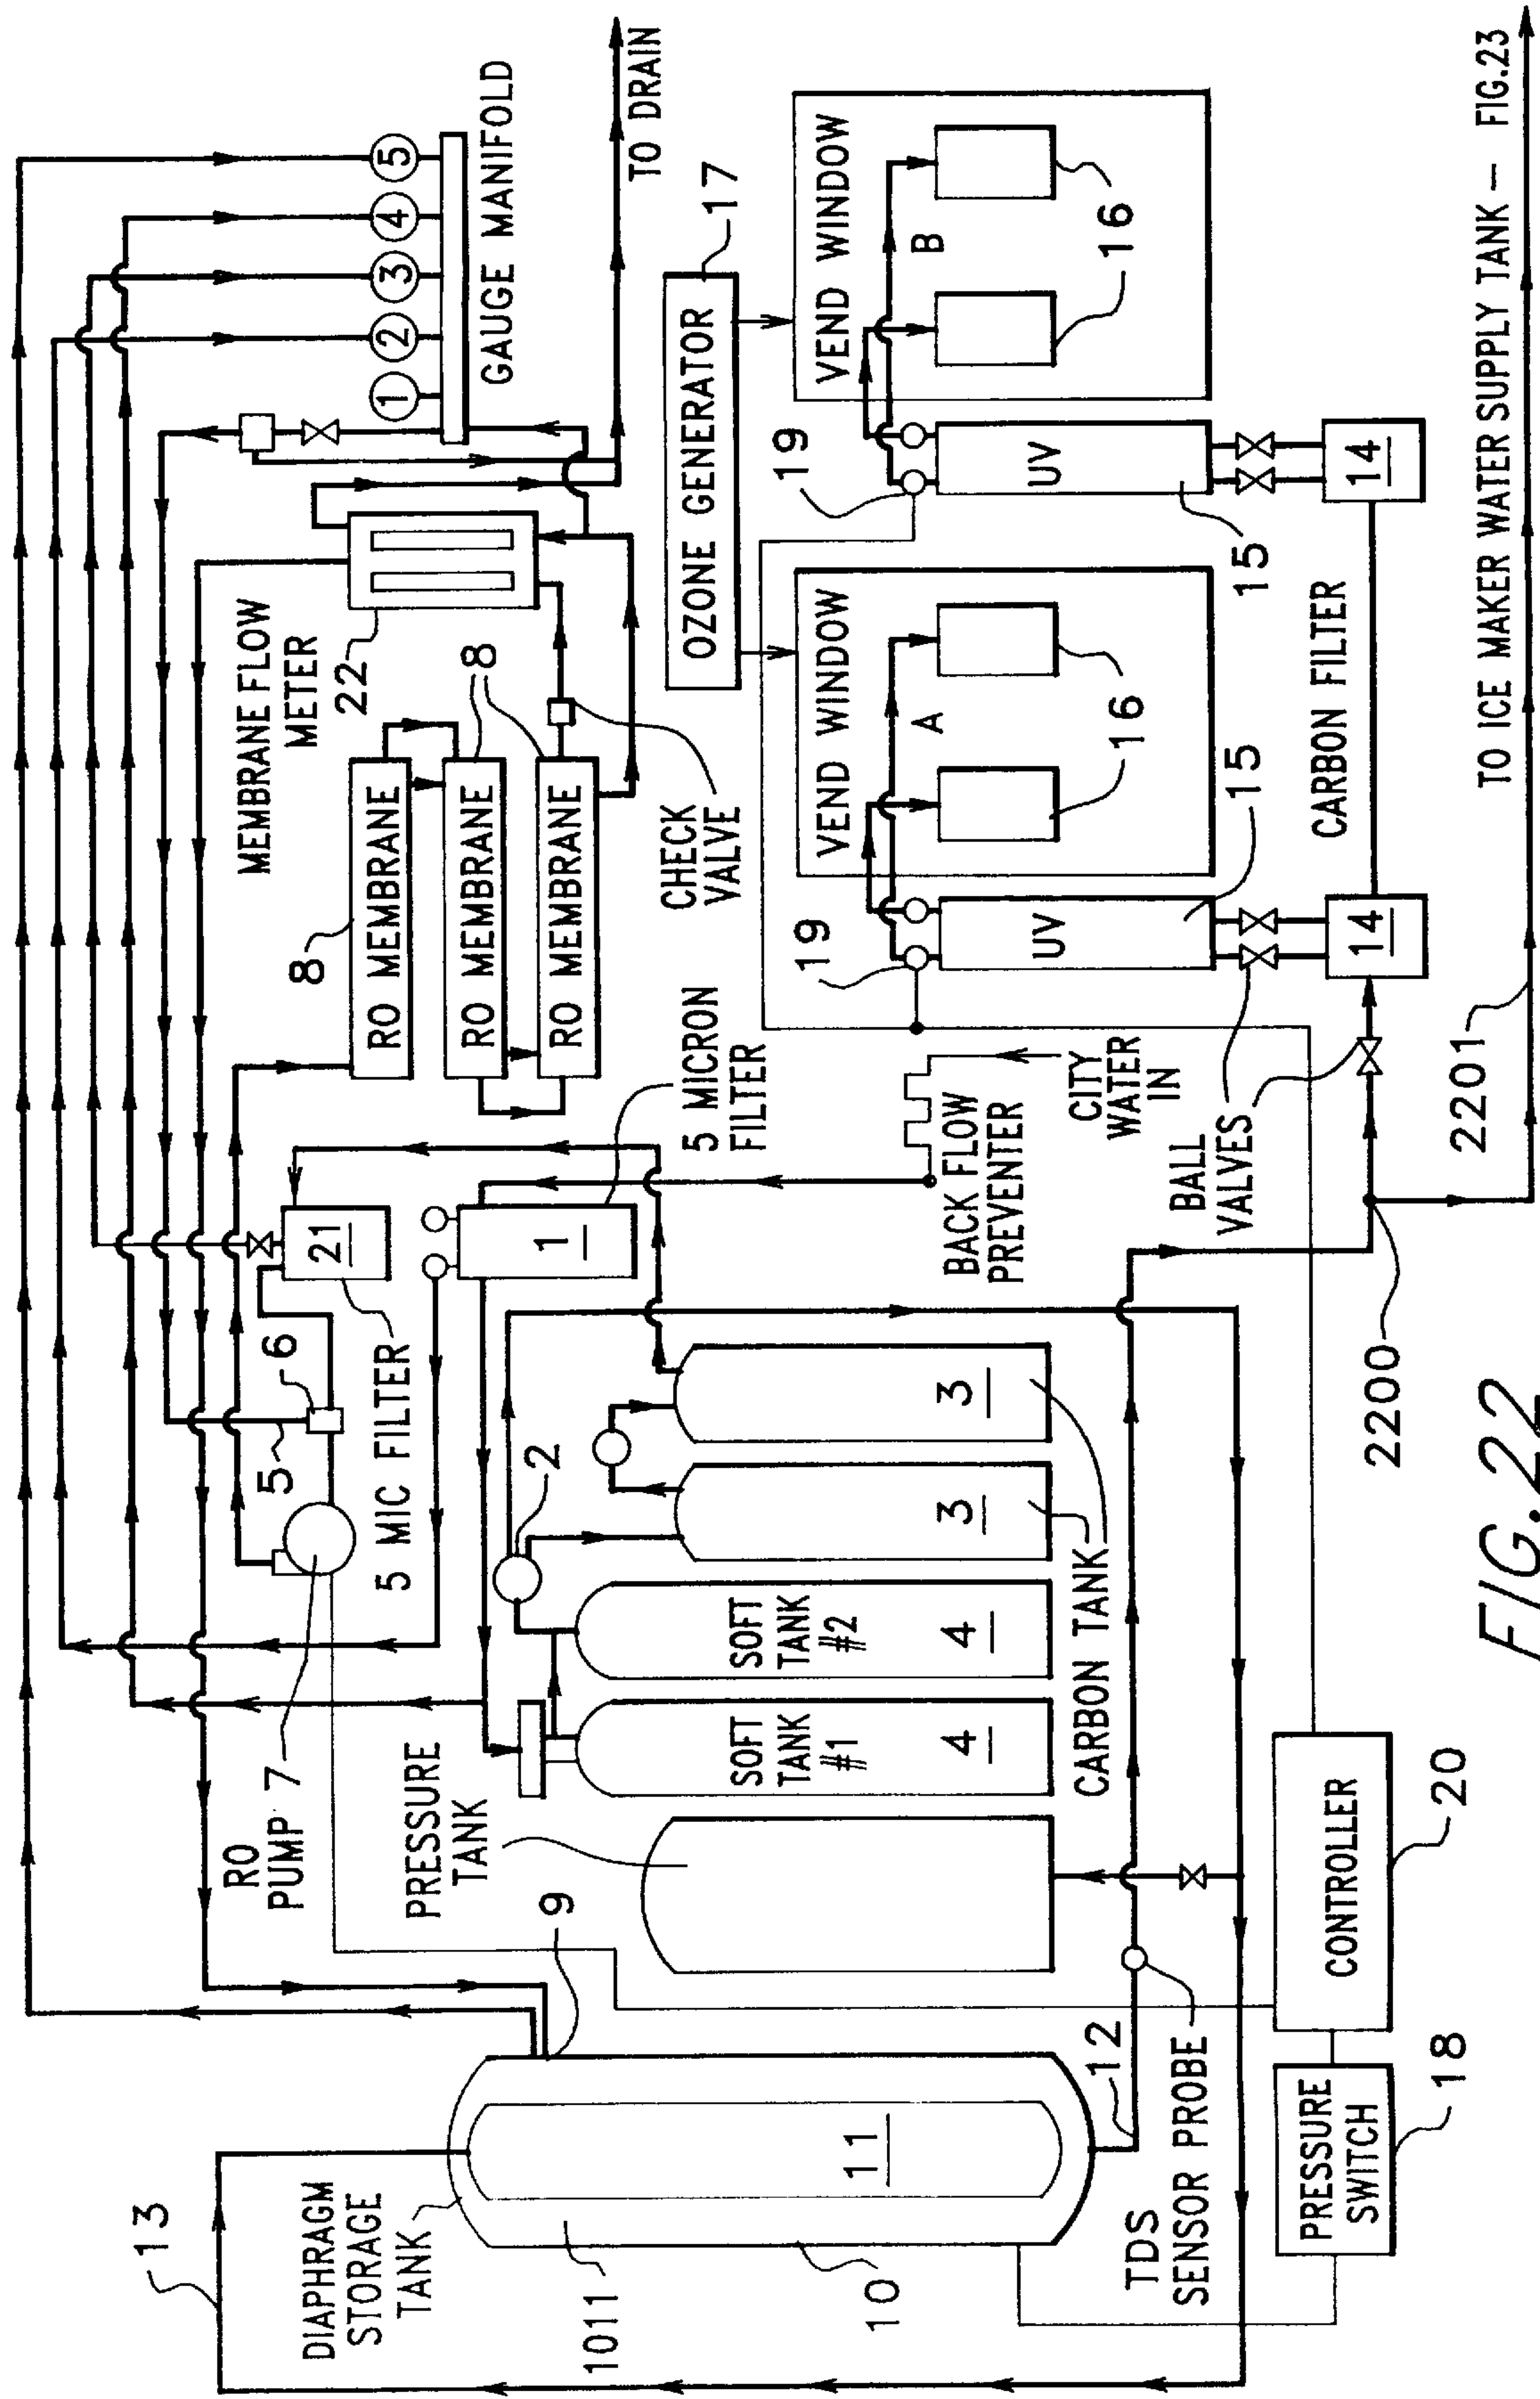 13
DIAPHRAGM
STORAGE
TANK
1011
10
11
9
12
TDS
SENSOR PROBE
PRESSURE
SWITCH
18
CONTROLLER
20
PRESSURE
TANK
RO
PUMP 7
SOFT
TANK
#1
4
SOFT
TANK
#2
4
2
3
3
CARBON TANK
5
6
5 MIC FILTER
21
1
5 MICRON
FILTER
BACK FLOW
PREVENTER
CITY
WATER
IN
BALL
VALVES
2200
2201
TO ICE MAKER WATER SUPPLY TANK – FIG.23
8
RO MEMBRANE
RO MEMBRANE
RO MEMBRANE
8
CHECK
VALVE
MEMBRANE FLOW
METER
22
1
2
3
4
5
GAUGE MANIFOLD
TO DRAIN
OZONE GENERATOR
17
19
UV
15
14
VEND WINDOW
A
16
CARBON FILTER
19
UV
15
14
VEND WINDOW
B
16
FIG.22